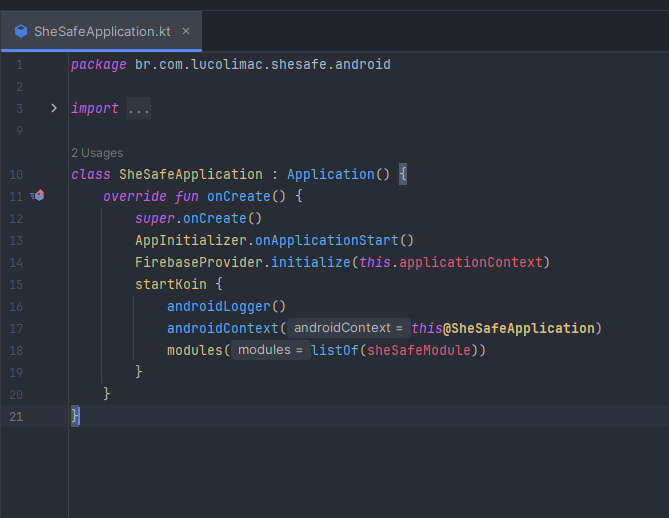 SheSafeApplication.kt ×
1 package br.com.lucolimac.shesafe.android
2
3 import ...
9
2 Usages
10 class SheSafeApplication : Application() {
11 override fun onCreate() {
12 super.onCreate()
13 AppInitializer.onApplicationStart()
14 FirebaseProvider.initialize(this.applicationContext)
15 startKoin {
16 androidLogger()
17 androidContext( androidContext = this@SheSafeApplication)
18 modules( modules = listOf(sheSafeModule))
19 }
20 }
21 }